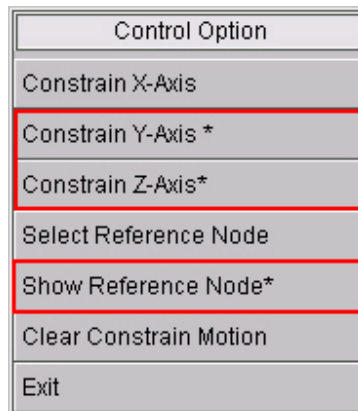 Control Option
Constrain X-Axis
Constrain Y-Axis *
Constrain Z-Axis*
Select Reference Node
Show Reference Node*
Clear Constrain Motion
Exit